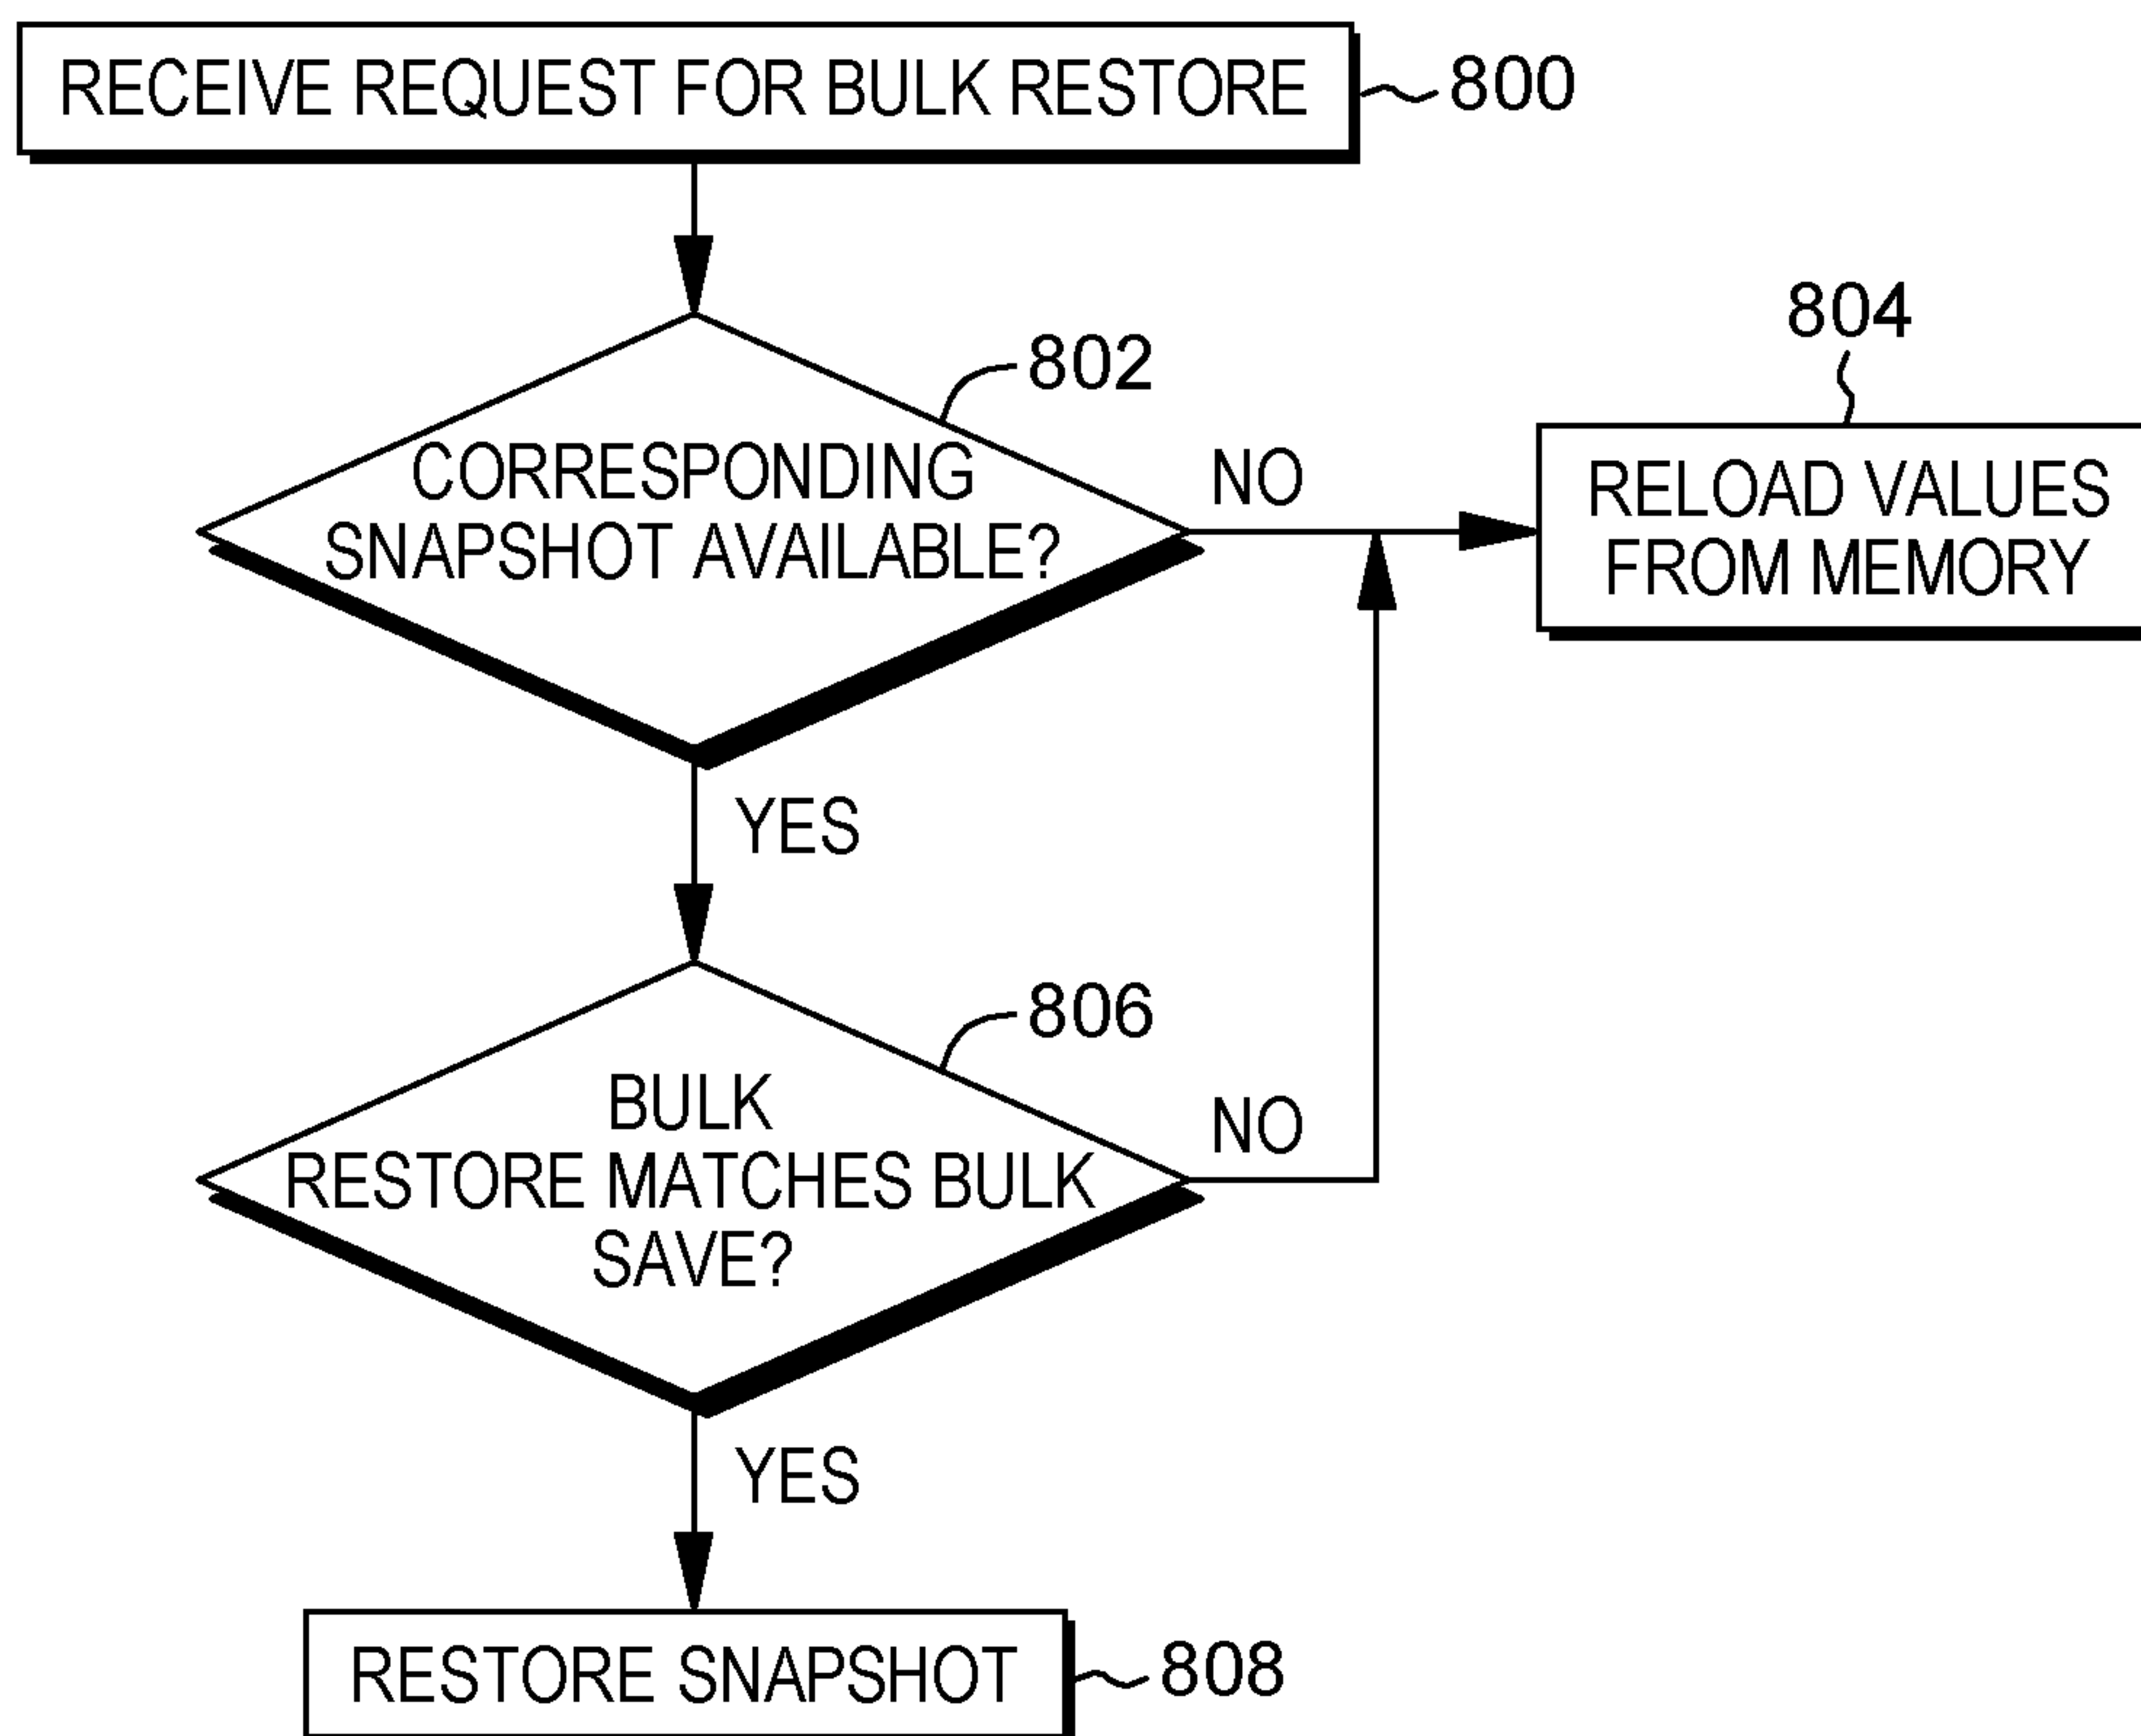 RECEIVE REQUEST FOR BULK RESTORE
800
802
CORRESPONDING
SNAPSHOT AVAILABLE?
NO
804
RELOAD VALUES
FROM MEMORY
YES
806
BULK
RESTORE MATCHES BULK
SAVE?
NO
YES
RESTORE SNAPSHOT
808